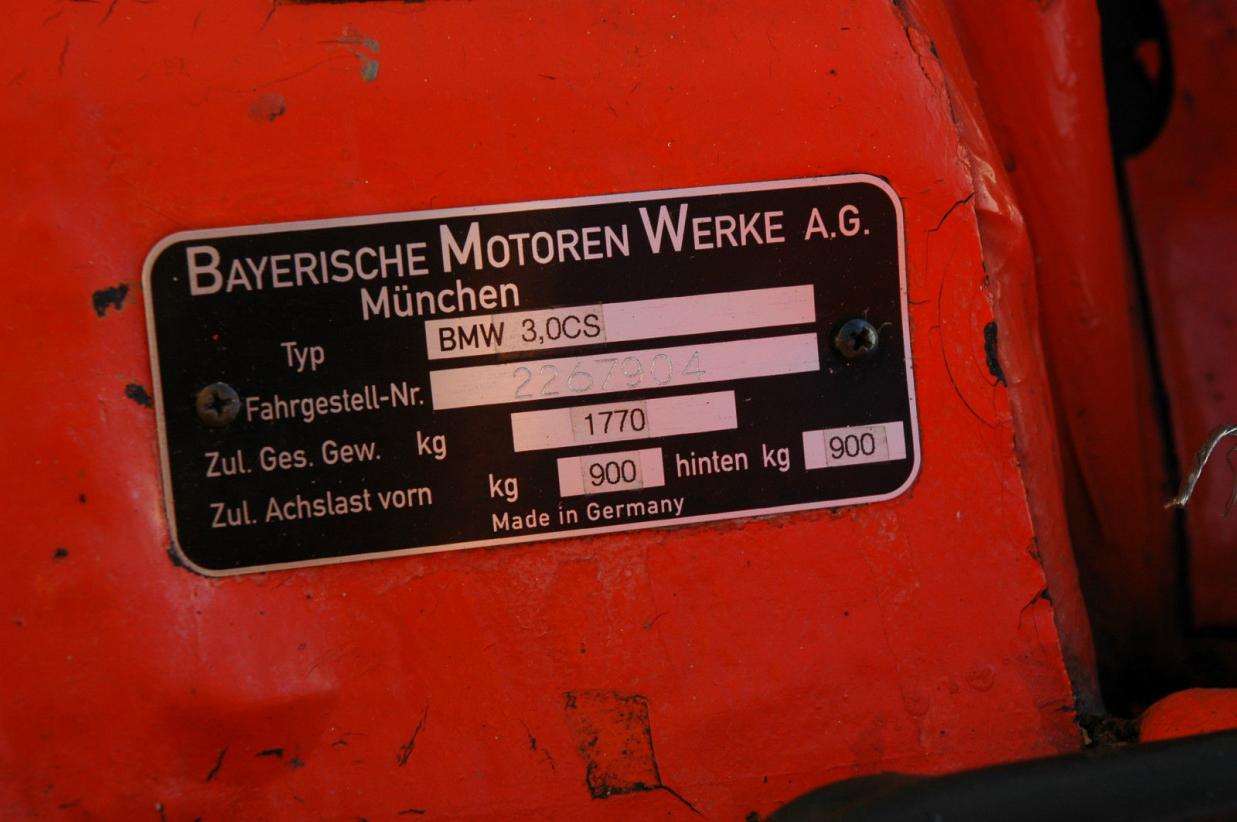 BAYERISCHE MOTOREN WERKE A.G.
München
Typ BMW 3,0CS
Fahrgestell-Nr. 2267904
Zul. Ges. Gew. kg 1770
Zul. Achslast vorn kg 900 hinten kg 900
Made in Germany